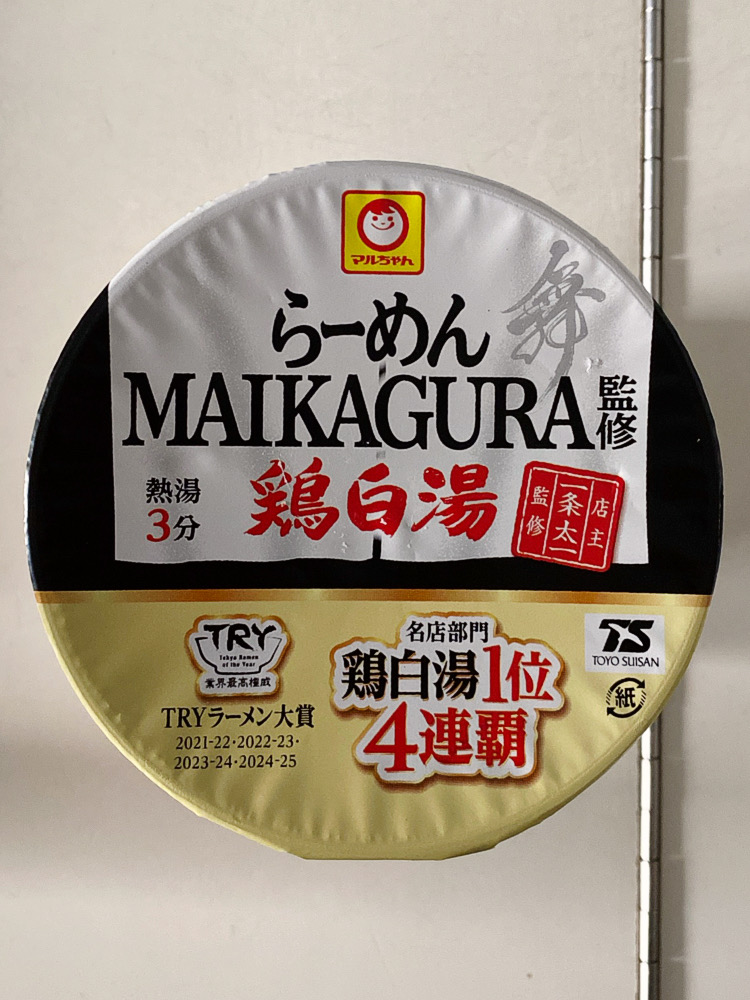 マルちゃん
舞
らーめん
MAIKAGURA監修
熱湯
3分
鶏白湯
店主
一条太一
監修
TRY
Tokyo Ramen
of the Year
業界最高権威
TRYラーメン大賞
2021-22・2022-23・
2023-24・2024-25
名店部門
鶏白湯1位
4連覇
TS
TOYO SUISAN
紙